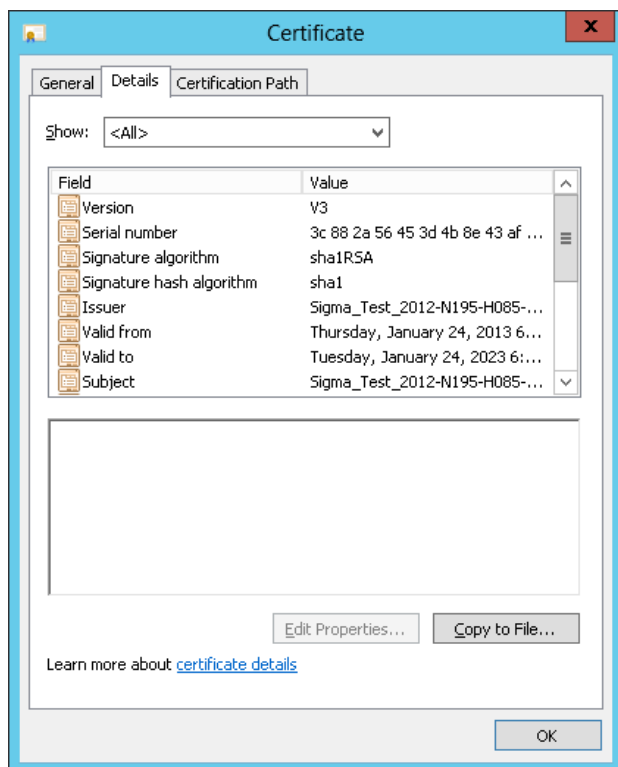 Certificate
x
General Details Certification Path
Show: <All>
Field Value
Version V3
Serial number 3c 88 2a 56 45 3d 4b 8e 43 af ...
Signature algorithm sha1RSA
Signature hash algorithm sha1
Issuer Sigma_Test_2012-N195-H085-...
Valid from Thursday, January 24, 2013 6...
Valid to Tuesday, January 24, 2023 6:...
Subject Sigma_Test_2012-N195-H085-...
Edit Properties... Copy to File...
Learn more about certificate details
OK